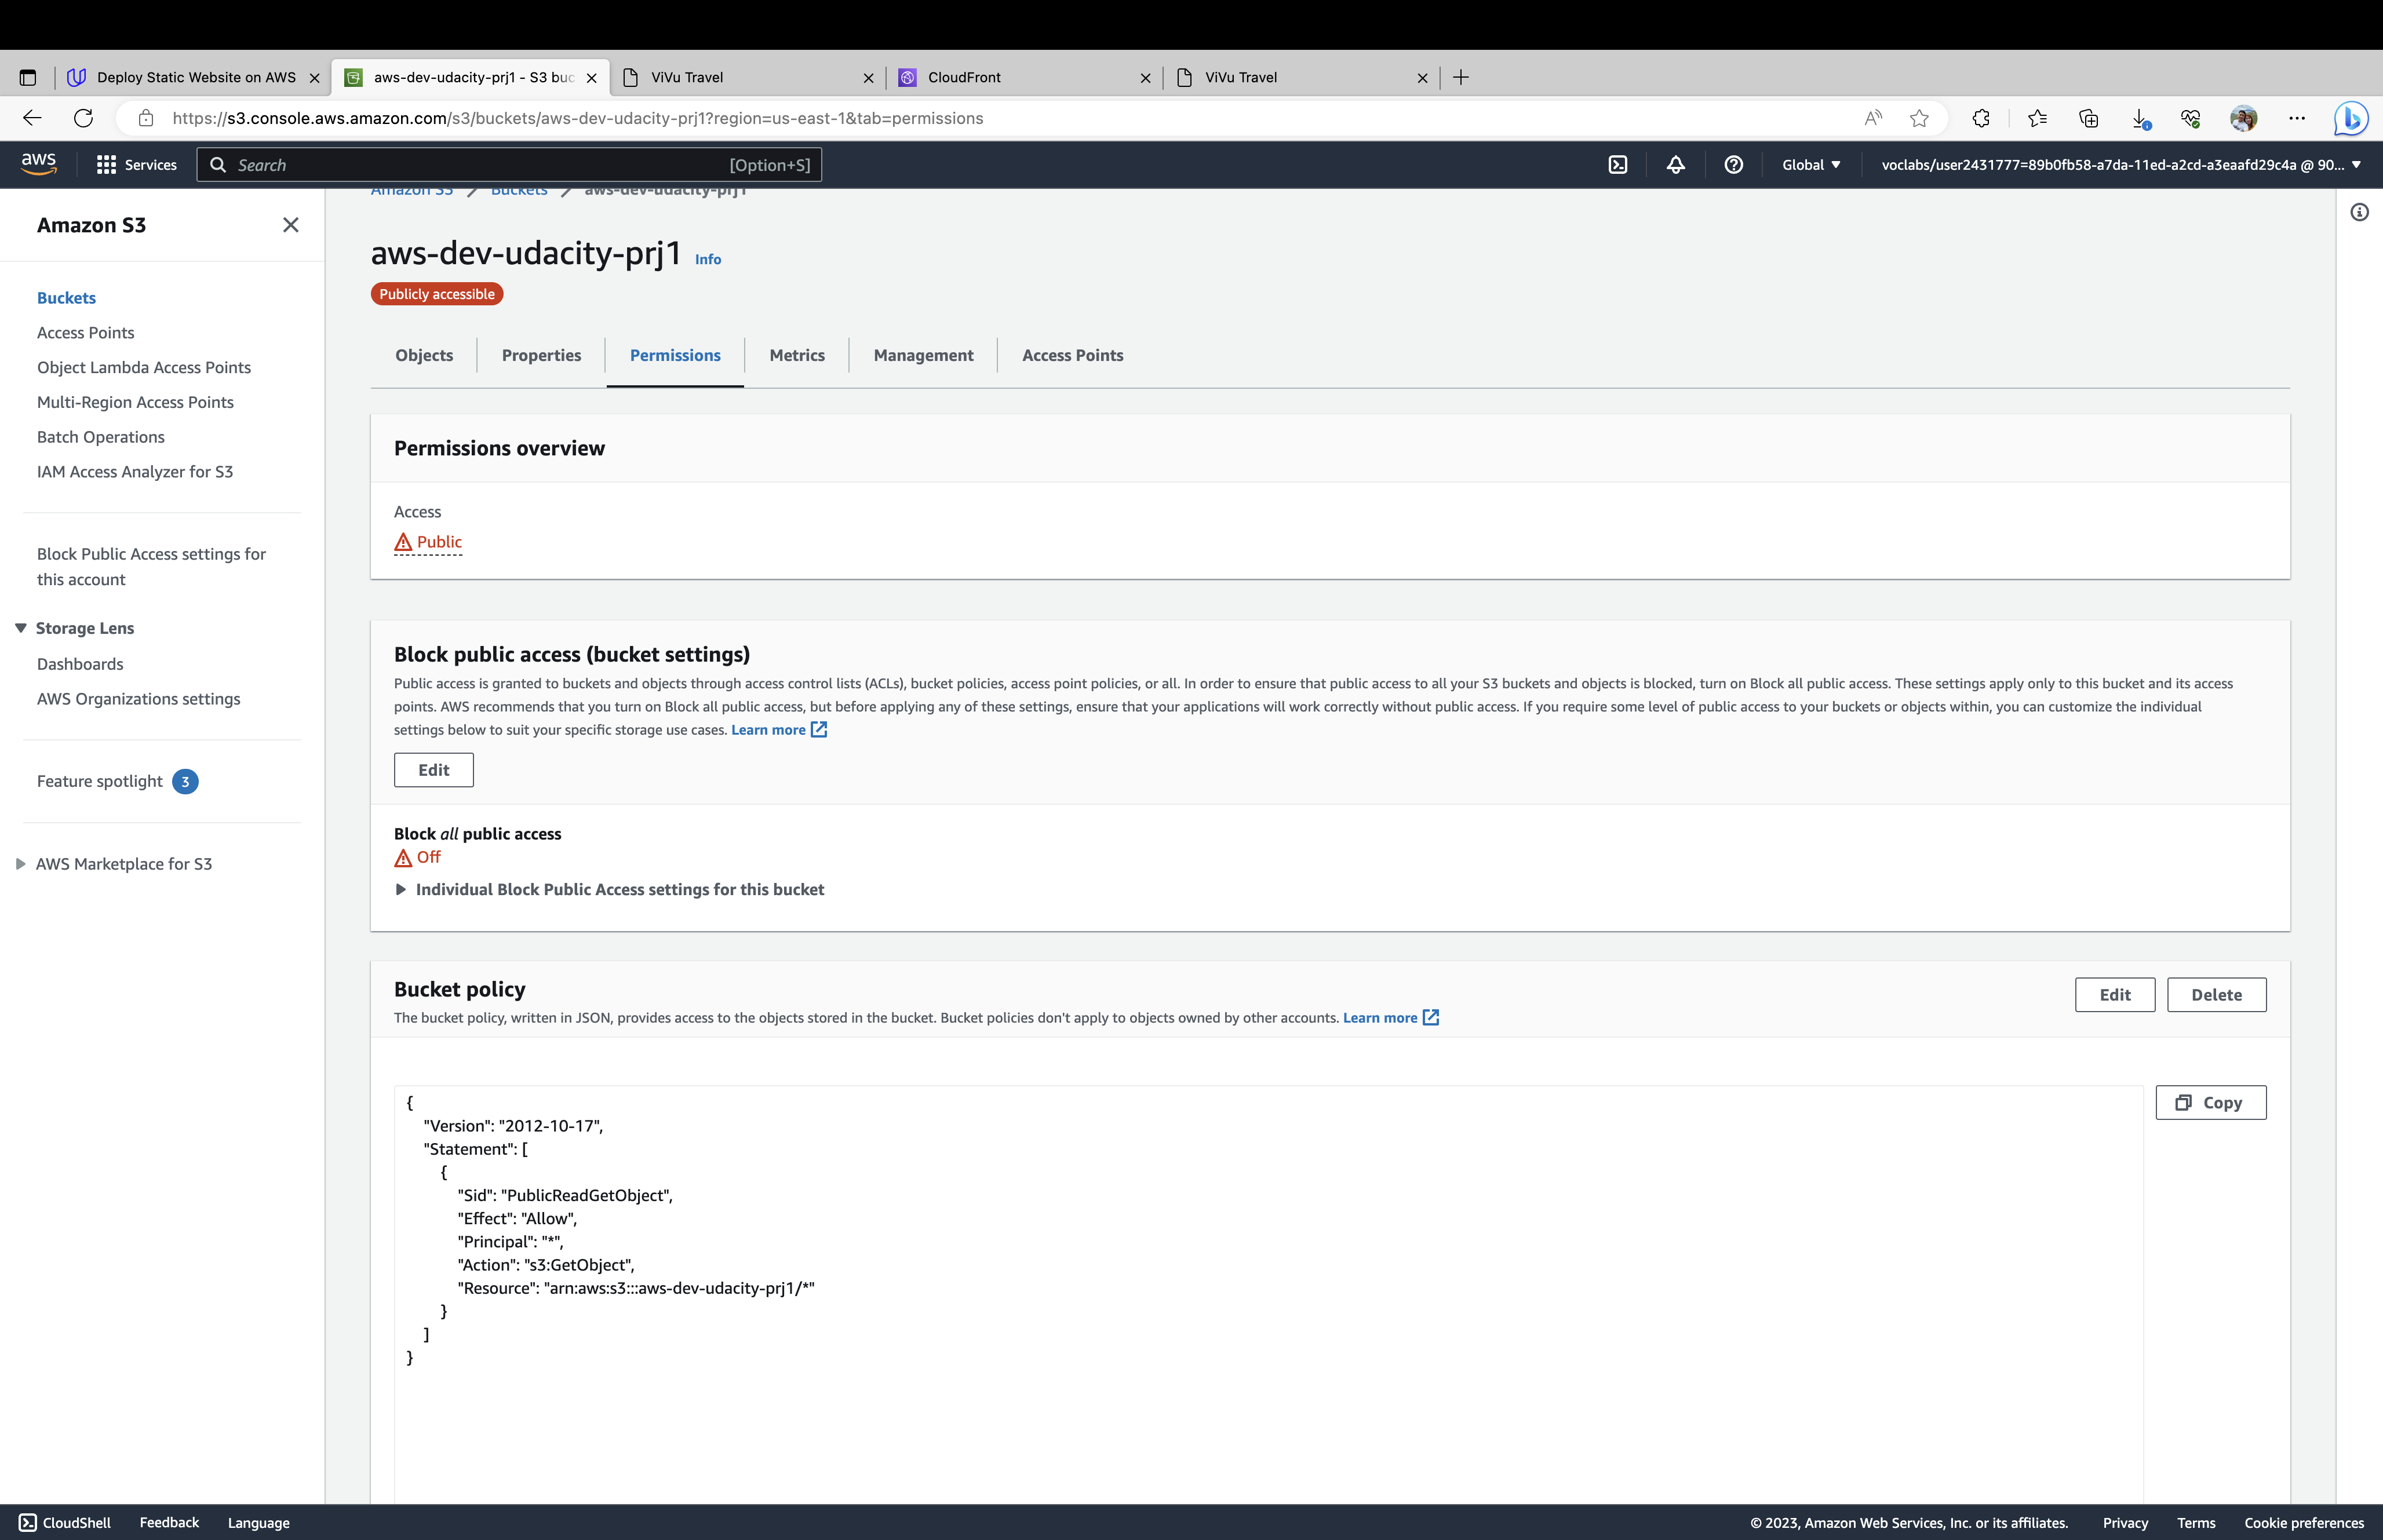 Deploy Static Website on AWS
aws-dev-udacity-prj1 - S3 buc
ViVu Travel
CloudFront
ViVu Travel
https://s3.console.aws.amazon.com/s3/buckets/aws-dev-udacity-prj1?region=us-east-1&tab=permissions
aws
Services
Search
[Option+S]
Global
voclabs/user2431777=89b0fb58-a7da-11ed-a2cd-a3eaafd29c4a @ 90...
Amazon S3
Buckets
Access Points
Object Lambda Access Points
Multi-Region Access Points
Batch Operations
IAM Access Analyzer for S3
Block Public Access settings for
this account
Storage Lens
Dashboards
AWS Organizations settings
Feature spotlight 3
AWS Marketplace for S3
Amazon S3 / Buckets / aws-dev-udacity-prj1
aws-dev-udacity-prj1 Info
Publicly accessible
Objects
Properties
Permissions
Metrics
Management
Access Points
Permissions overview
Access
Public
Block public access (bucket settings)
Public access is granted to buckets and objects through access control lists (ACLs), bucket policies, access point policies, or all. In order to ensure that public access to all your S3 buckets and objects is blocked, turn on Block all public access. These settings apply only to this bucket and its access
points. AWS recommends that you turn on Block all public access, but before applying any of these settings, ensure that your applications will work correctly without public access. If you require some level of public access to your buckets or objects within, you can customize the individual
settings below to suit your specific storage use cases. Learn more
Edit
Block all public access
Off
Individual Block Public Access settings for this bucket
Bucket policy
Edit
Delete
The bucket policy, written in JSON, provides access to the objects stored in the bucket. Bucket policies don't apply to objects owned by other accounts. Learn more
Copy
{
"Version": "2012-10-17",
"Statement": [
{
"Sid": "PublicReadGetObject",
"Effect": "Allow",
"Principal": "*",
"Action": "s3:GetObject",
"Resource": "arn:aws:s3:::aws-dev-udacity-prj1/*"
}
]
}
CloudShell
Feedback
Language
© 2023, Amazon Web Services, Inc. or its affiliates.
Privacy
Terms
Cookie preferences